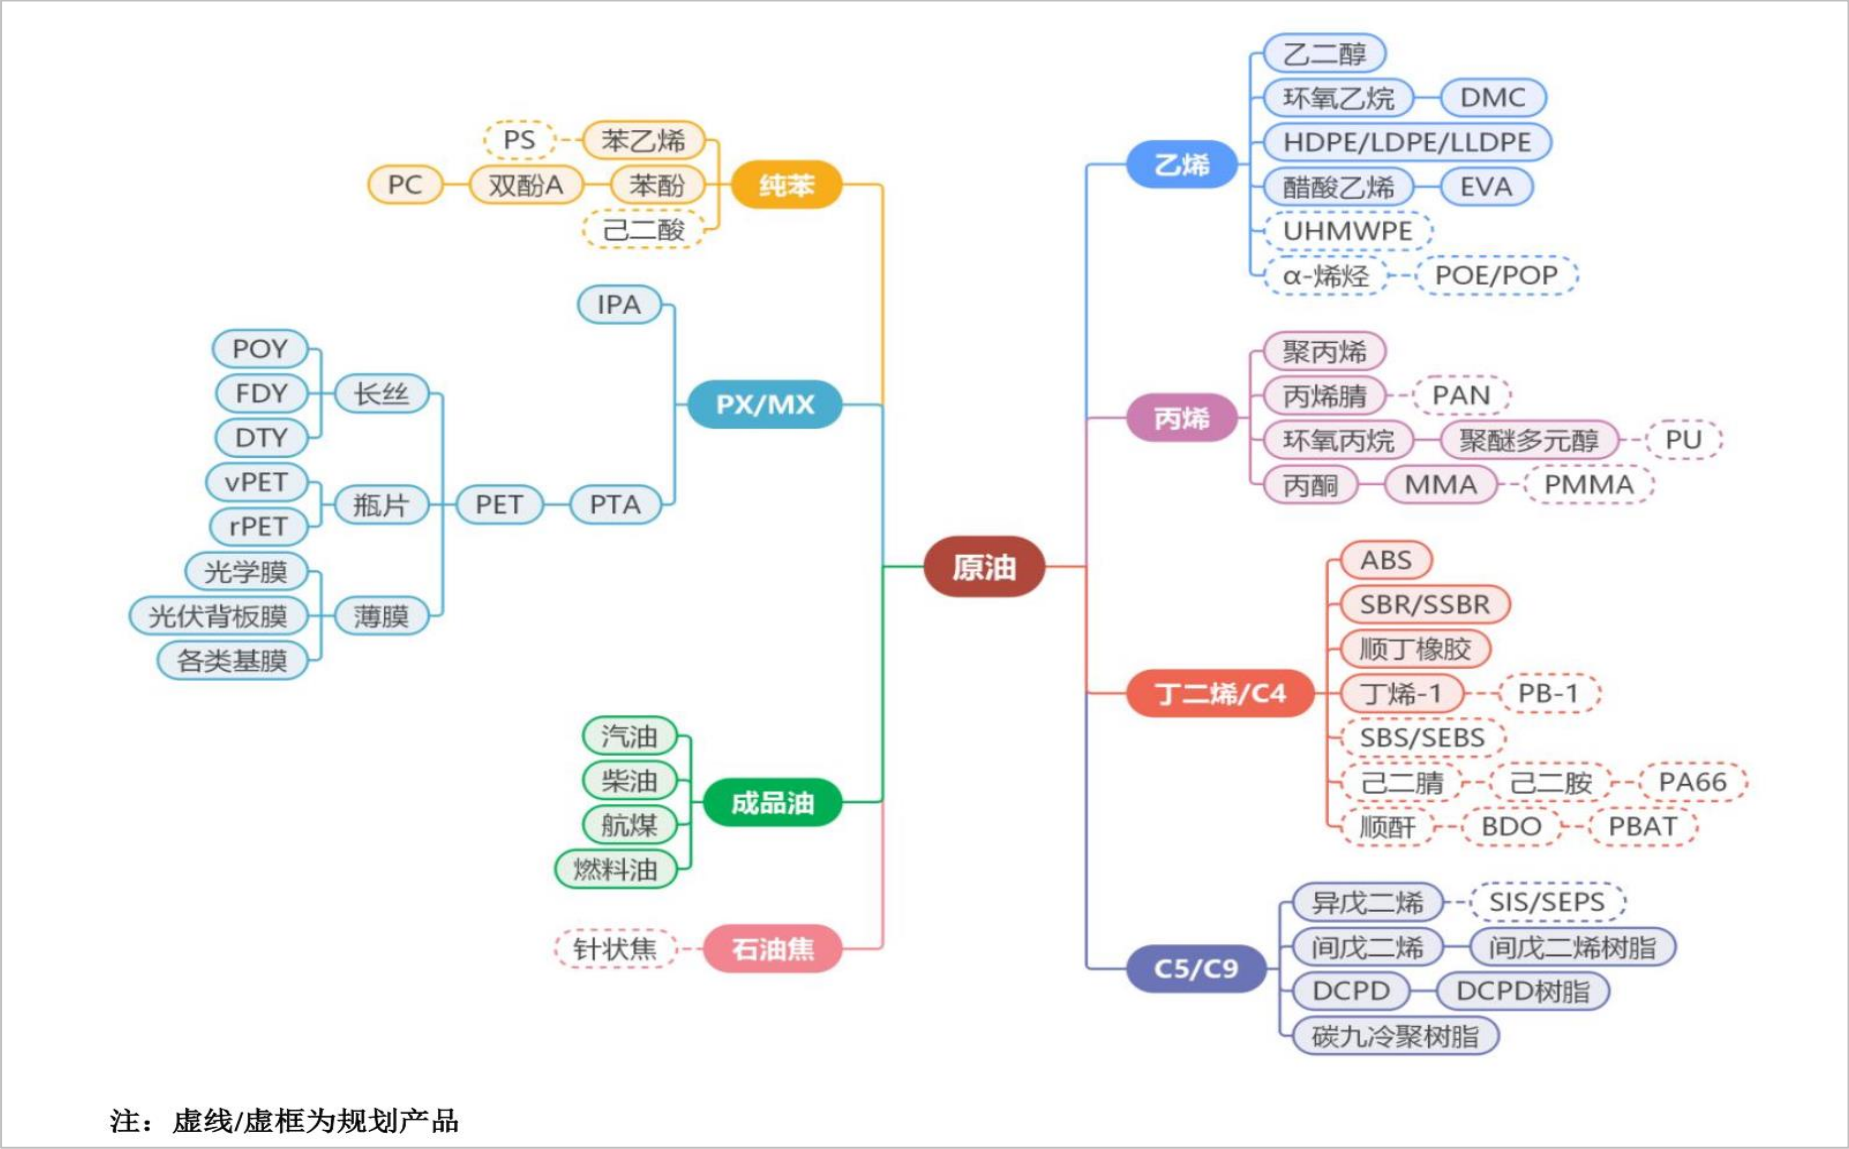 原油
纯苯
苯乙烯
PS
苯酚
双酚A
PC
己二酸
PX/MX
IPA
PTA
PET
长丝
POY
FDY
DTY
瓶片
vPET
rPET
薄膜
光学膜
光伏背板膜
各类基膜
成品油
汽油
柴油
航煤
燃料油
石油焦
针状焦
乙烯
乙二醇
环氧乙烷
DMC
HDPE/LDPE/LLDPE
醋酸乙烯
EVA
UHMWPE
α-烯烃
POE/POP
丙烯
聚丙烯
丙烯腈
PAN
环氧丙烷
聚醚多元醇
PU
丙酮
MMA
PMMA
丁二烯/C4
ABS
SBR/SSBR
顺丁橡胶
丁烯-1
PB-1
SBS/SEBS
己二腈
己二胺
PA66
顺酐
BDO
PBAT
C5/C9
异戊二烯
SIS/SEPS
间戊二烯
间戊二烯树脂
DCPD
DCPD树脂
碳九冷聚树脂
注：虚线/虚框为规划产品